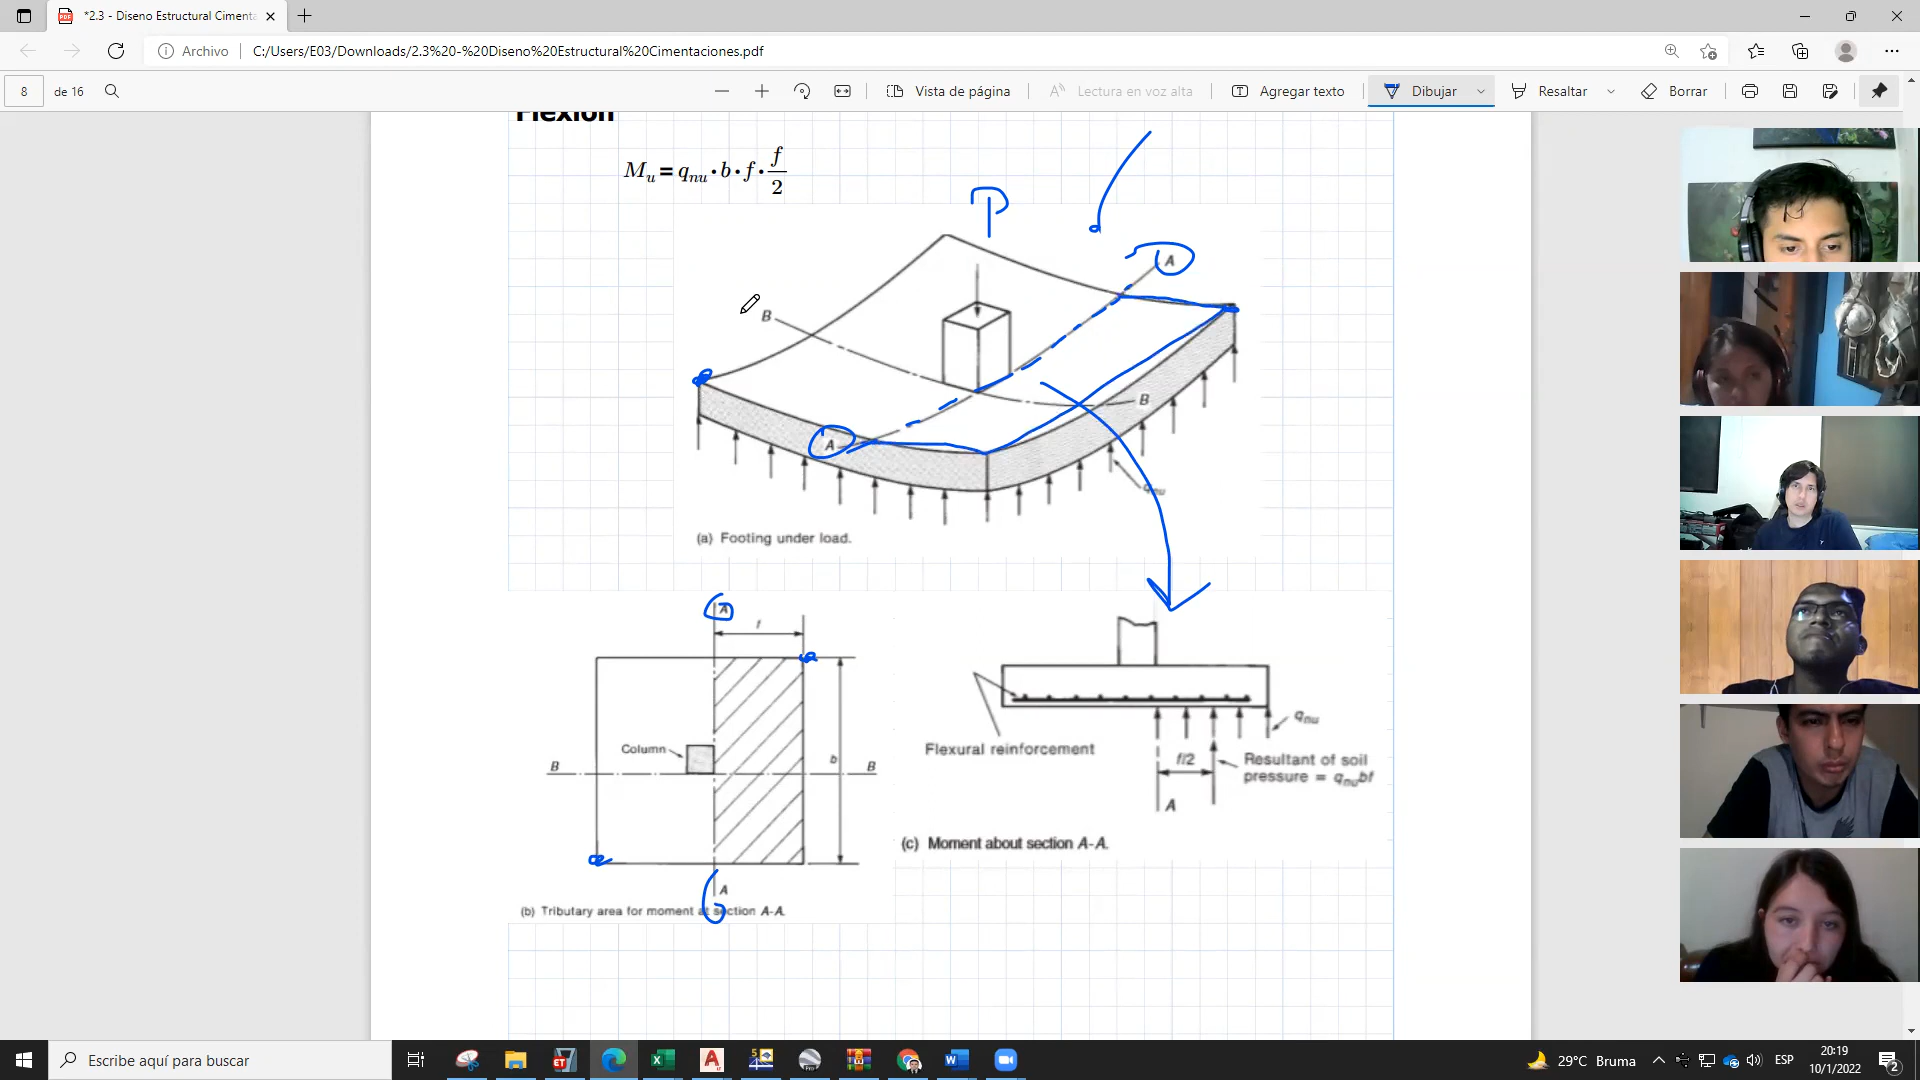 *2.3 - Diseno Estructural Cimenta
Archivo
C:/Users/E03/Downloads/2.3%20-%20Diseno%20Estructural%20Cimentaciones.pdf
8 de 16
Vista de página
Lectura en voz alta
Agregar texto
Dibujar
Resaltar
Borrar
Flexion
M_u = q_nu · b · f · f/2
P
A
B
B
A
q_nu
(a) Footing under load.
A
f
Column
B
b
B
A
(b) Tributary area for moment at section A-A.
q_nu
Flexural reinforcement
f/2
Resultant of soil
pressure = q_nu bf
A
(c) Moment about section A-A.
Escribe aquí para buscar
29°C Bruma
ESP
20:19
10/1/2022
2